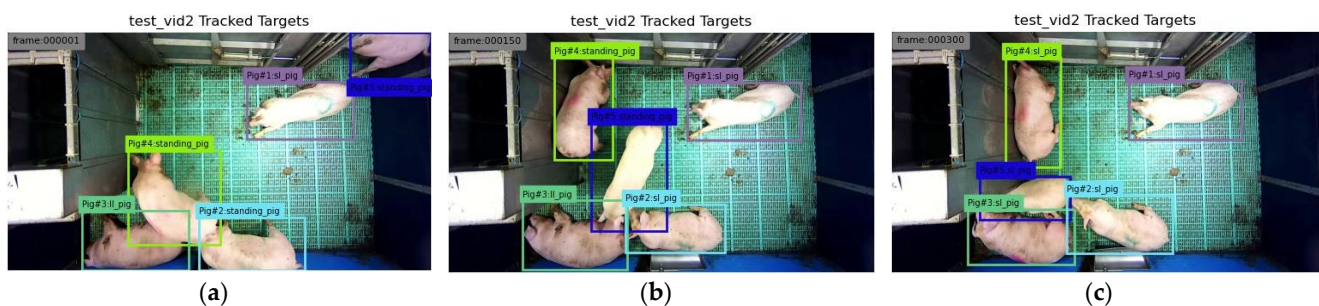 test_vid2 Tracked Targets
frame:000001
Pig#1:sl_pig
Pig#5:standing_pig
Pig#4:standing_pig
Pig#3:ll_pig
Pig#2:standing_pig
(a)
test_vid2 Tracked Targets
frame:000150
Pig#4:standing_pig
Pig#1:sl_pig
Pig#5:standing_pig
Pig#3:ll_pig
Pig#2:sl_pig
(b)
test_vid2 Tracked Targets
frame:000300
Pig#4:sl_pig
Pig#1:sl_pig
Pig#5:sl_pig
Pig#2:sl_pig
Pig#3:sl_pig
(c)